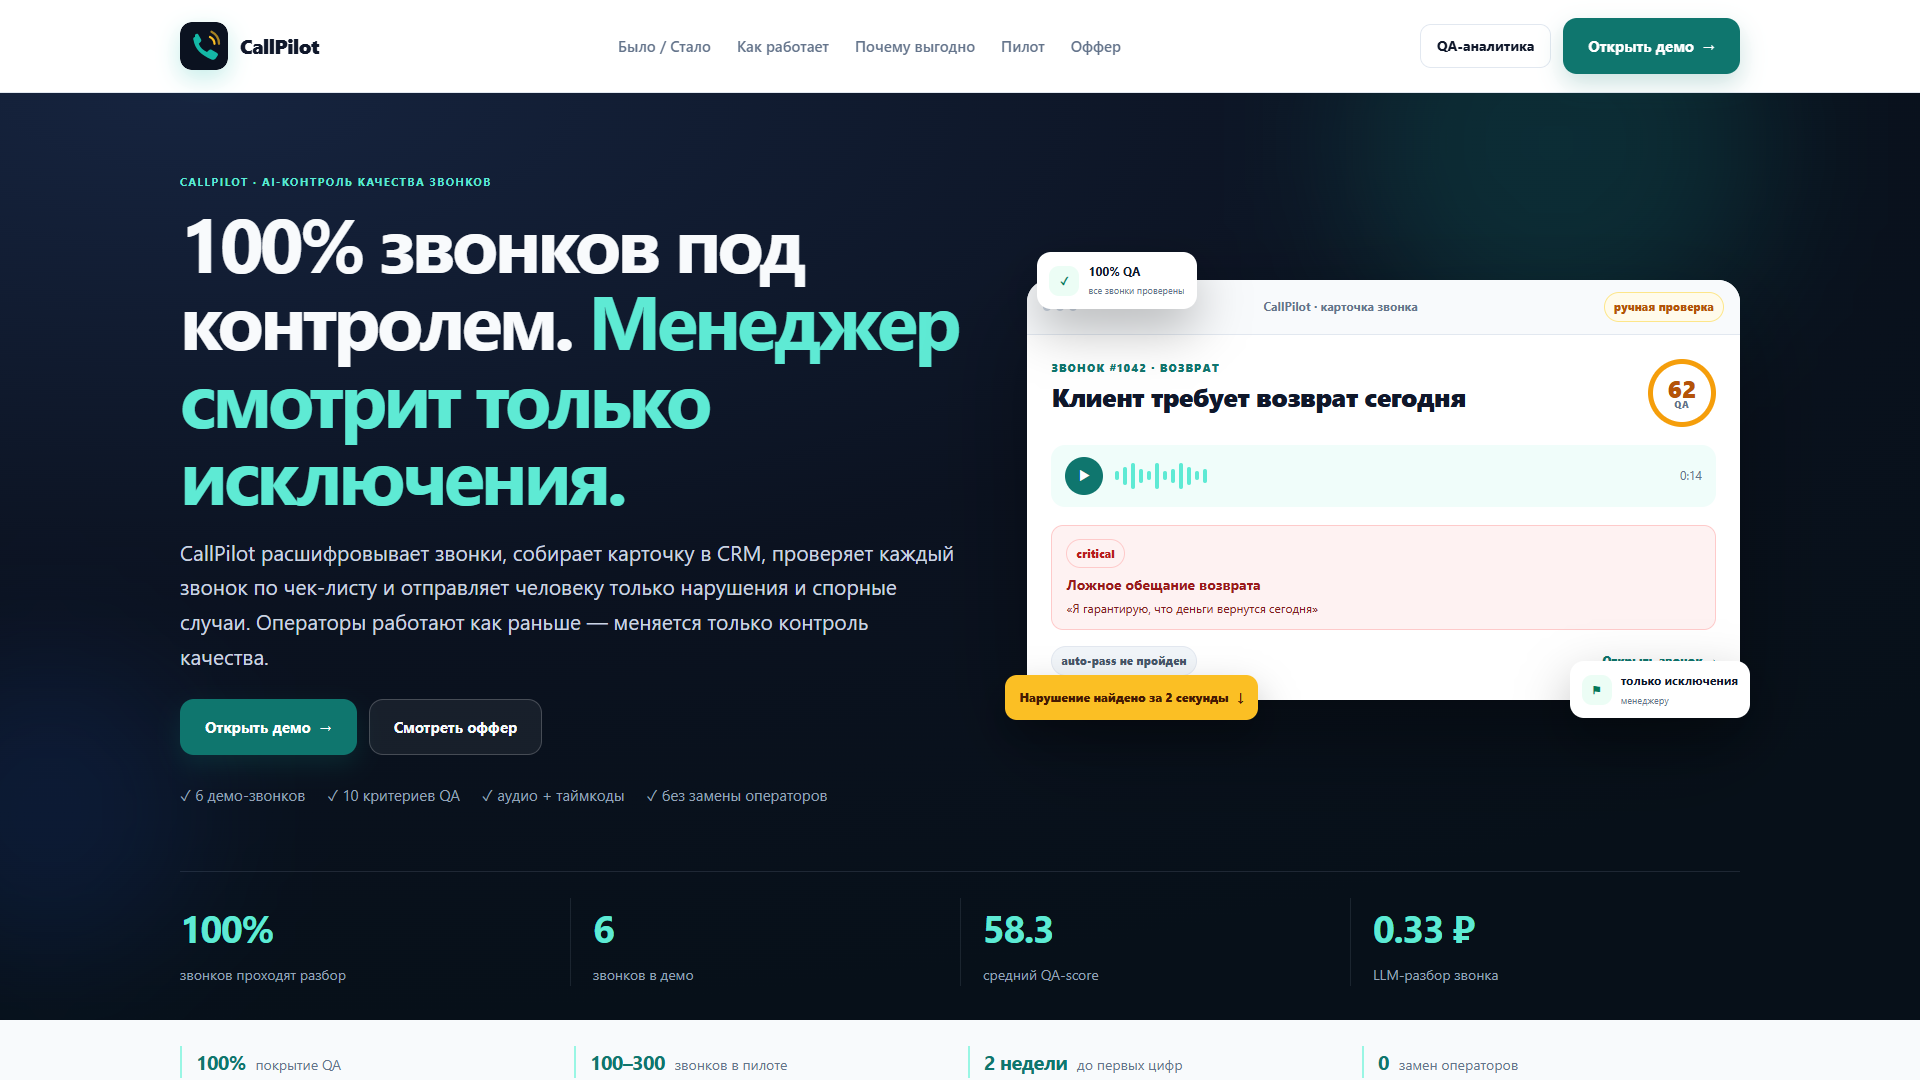 CallPilot
Было / Стало
Как работает
Почему выгодно
Пилот
Оффер
QA-аналитика
Открыть демо →
CALLPILOT · AI-КОНТРОЛЬ КАЧЕСТВА ЗВОНКОВ
100% звонков под
контролем. Менеджер
смотрит только
исключения.
CallPilot расшифровывает звонки, собирает карточку в CRM, проверяет каждый
звонок по чек-листу и отправляет человеку только нарушения и спорные
случаи. Операторы работают как раньше — меняется только контроль
качества.
Открыть демо →
Смотреть оффер
✓ 6 демо-звонков
✓ 10 критериев QA
✓ аудио + таймкоды
✓ без замены операторов
✓
100% QA
все звонки проверены
CallPilot · карточка звонка
ручная проверка
ЗВОНОК #1042 · ВОЗВРАТ
Клиент требует возврат сегодня
62
QA
0:14
critical
Ложное обещание возврата
«Я гарантирую, что деньги вернутся сегодня»
auto-pass не пройден
Нарушение найдено за 2 секунды ↓
только исключения
менеджеру
100%
звонков проходят разбор
6
звонков в демо
58.3
средний QA-score
0.33 ₽
LLM-разбор звонка
100% покрытие QA
100–300 звонков в пилоте
2 недели до первых цифр
0 замен операторов